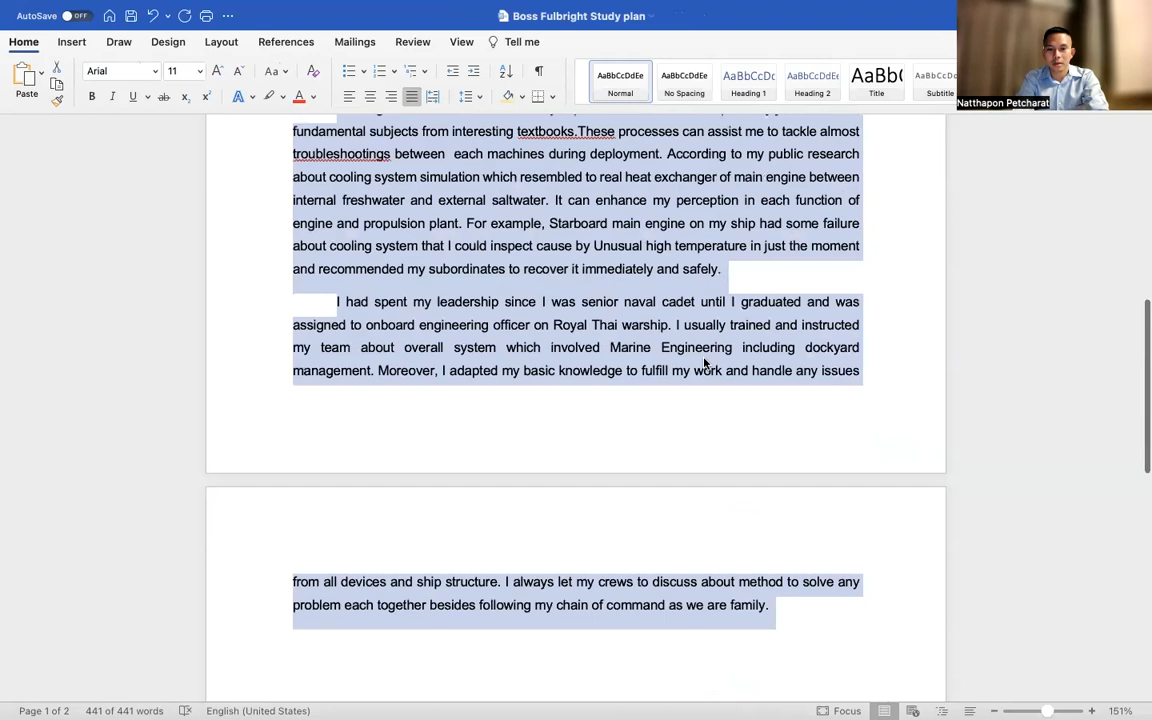 AutoSave OFF
Boss Fulbright Study plan
Home Insert Draw Design Layout References Mailings Review View Tell me
Paste
Arial 11
Aa
B I U ab x₂ x² A A
AaBbCcDdEe AaBbCcDdEe AaBbCcDc AaBbCcDdEe AaBb AaBbCcDdEe
Normal No Spacing Heading 1 Heading 2 Title Subtitle
Natthapon Petcharat
fundamental subjects from interesting textbooks.These processes can assist me to tackle almost
troubleshootings between each machines during deployment. According to my public research
about cooling system simulation which resembled to real heat exchanger of main engine between
internal freshwater and external saltwater. It can enhance my perception in each function of
engine and propulsion plant. For example, Starboard main engine on my ship had some failure
about cooling system that I could inspect cause by Unusual high temperature in just the moment
and recommended my subordinates to recover it immediately and safely.
I had spent my leadership since I was senior naval cadet until I graduated and was
assigned to onboard engineering officer on Royal Thai warship. I usually trained and instructed
my team about overall system which involved Marine Engineering including dockyard
management. Moreover, I adapted my basic knowledge to fulfill my work and handle any issues
from all devices and ship structure. I always let my crews to discuss about method to solve any
problem each together besides following my chain of command as we are family.
Page 1 of 2 441 of 441 words English (United States) Focus 151%